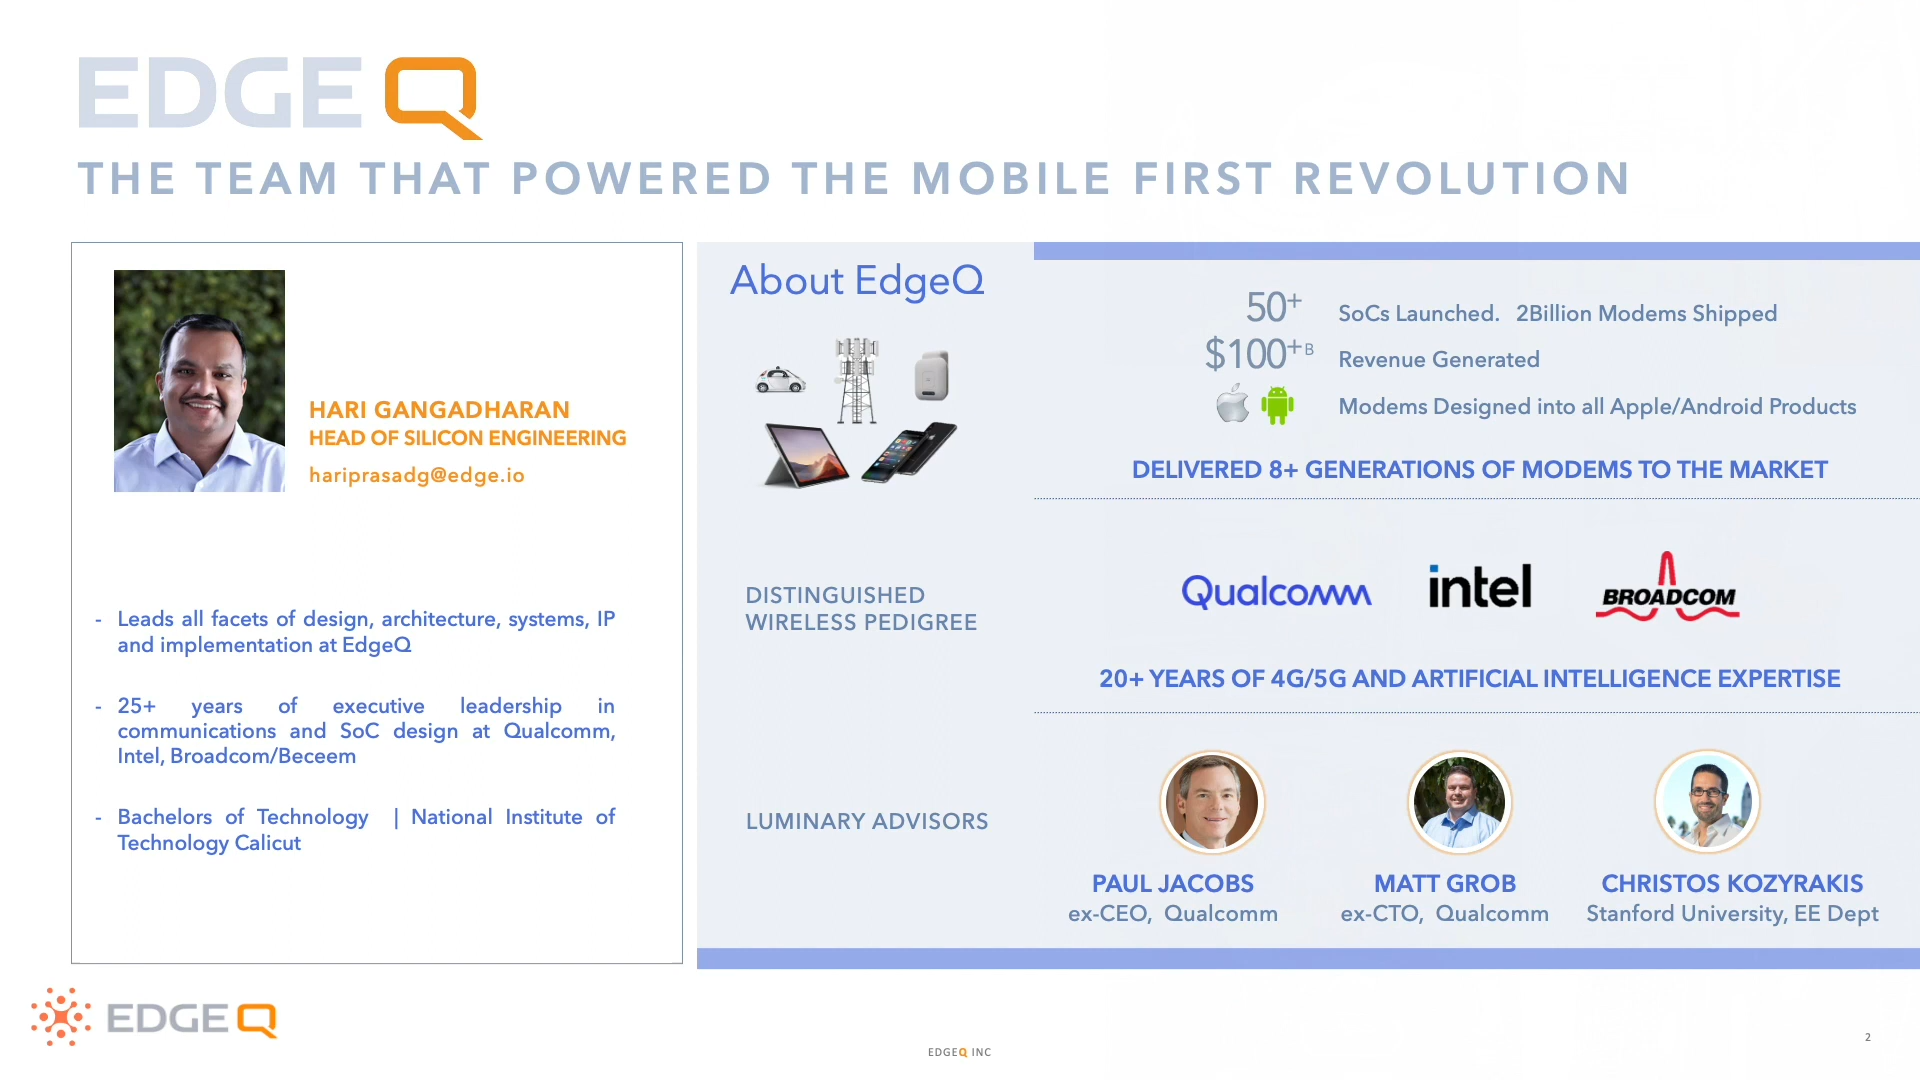 EDGEQ
THE TEAM THAT POWERED THE MOBILE FIRST REVOLUTION
HARI GANGADHARAN
HEAD OF SILICON ENGINEERING
hariprasadg@edge.io
- Leads all facets of design, architecture, systems, IP
and implementation at EdgeQ
- 25+ years of executive leadership in
communications and SoC design at Qualcomm,
Intel, Broadcom/Beceem
- Bachelors of Technology | National Institute of
Technology Calicut
About EdgeQ
50+ SoCs Launched. 2Billion Modems Shipped
$100+B Revenue Generated
Modems Designed into all Apple/Android Products
DELIVERED 8+ GENERATIONS OF MODEMS TO THE MARKET
DISTINGUISHED
WIRELESS PEDIGREE
Qualcomm intel BROADCOM
20+ YEARS OF 4G/5G AND ARTIFICIAL INTELLIGENCE EXPERTISE
LUMINARY ADVISORS
PAUL JACOBS
ex-CEO, Qualcomm
MATT GROB
ex-CTO, Qualcomm
CHRISTOS KOZYRAKIS
Stanford University, EE Dept
EDGEQ
EDGEQ INC
2